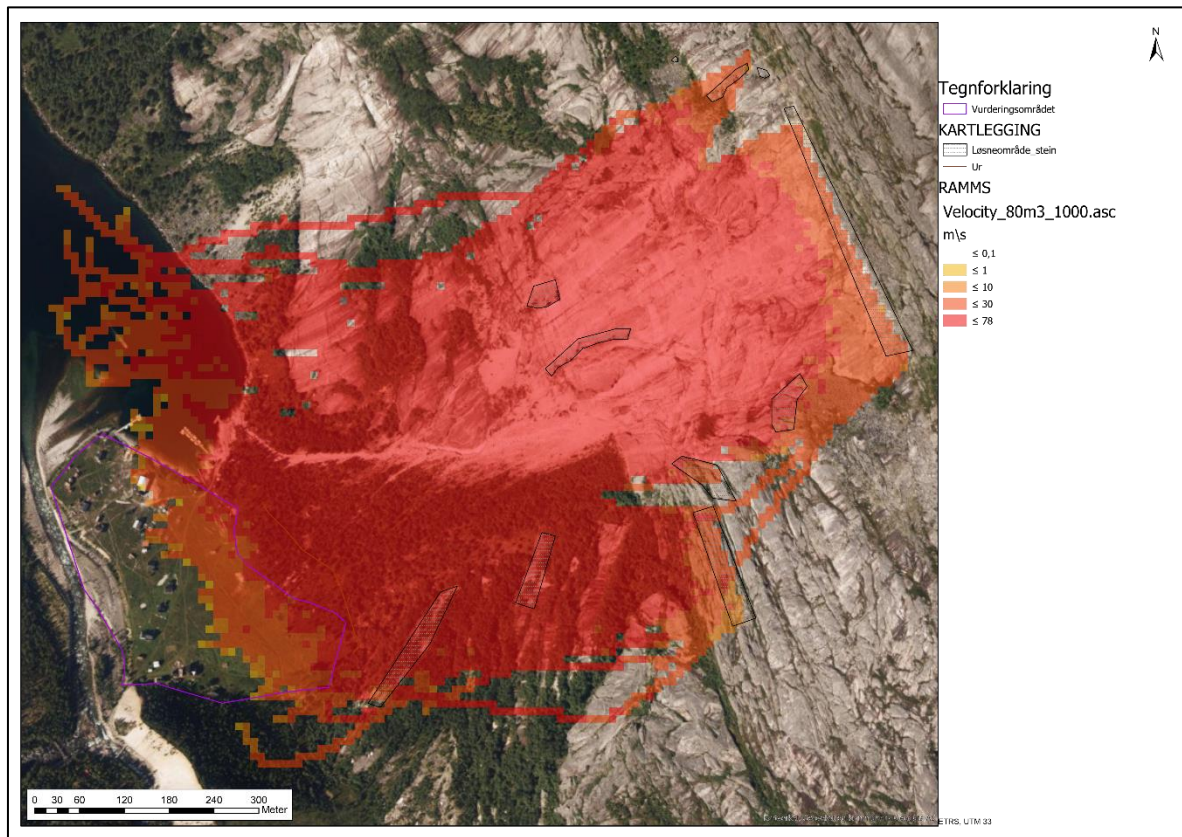 N
Tegnforklaring
Vurderingsområdet
KARTLEGGING
Løsneområde_stein
Ur
RAMMS
Velocity_80m3_1000.asc
m\s
≤ 0,1
≤ 1
≤ 10
≤ 30
≤ 78
0 30 60 120 180 240 300
Meter
ETRS, UTM 33